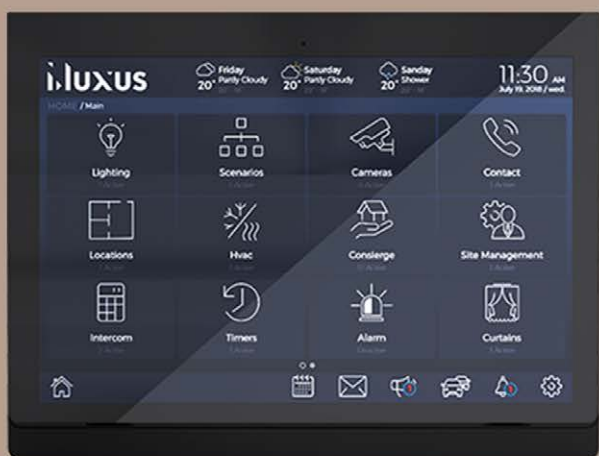 iluxus
Friday
Partly Cloudy
20°
Saturday
Partly Cloudy
20°
Sanday
Shower
20°
11:30 AM
July 19, 2018 / wed.
HOME / Main
Lighting
Scenarios
Cameras
Contact
Locations
Hvac
Consierge
Site Management
Intercom
Timers
Alarm
Curtains